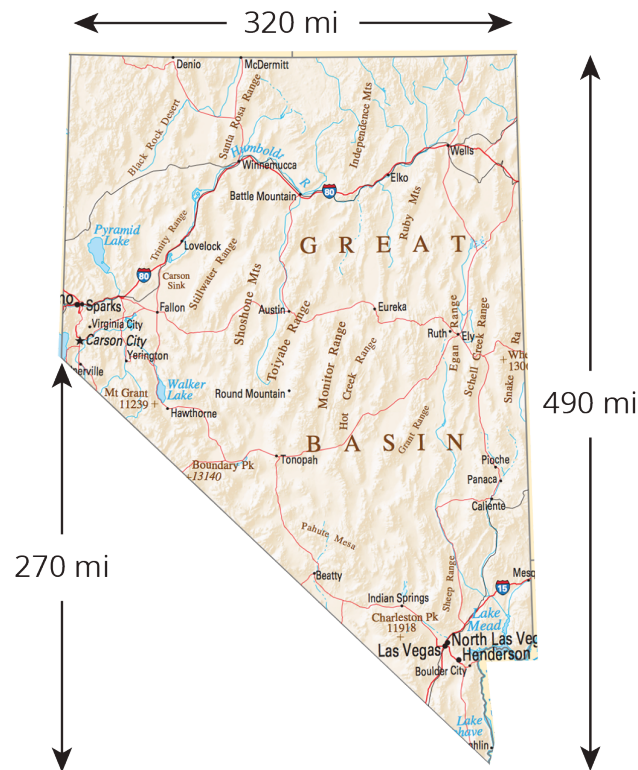 320 mi
Denio
McDermitt
Black Rock Desert
Santa Rosa Range
Independence Mts
Humboldt
R
Wells
Winnemucca
Elko
80
Battle Mountain
Ruby Mts
Pyramid
Lake
Trinity Range
Lovelock
GREAT
Stillwater Range
80
Carson
Sink
Shoshone Mts
Sparks
Fallon
Austin
Eureka
Toiyabe Range
Virginia City
Ruth
Ely
Egan Range
Schell Creek Range
Carson City
Monitor Range
Hot Creek Range
Yerington
Snake
Mt Grant
11239
Walker
Lake
Round Mountain
490 mi
Hawthorne
Grant Range
BASIN
Boundary Pk
13140
Tonopah
Pioche
Panaca
Caliente
Pahute Mesa
270 mi
Beatty
Sheep Range
15
Indian Springs
Charleston Pk
11918
Lake
Mead
Las Vegas
North Las
Henderson
Boulder City
Lake